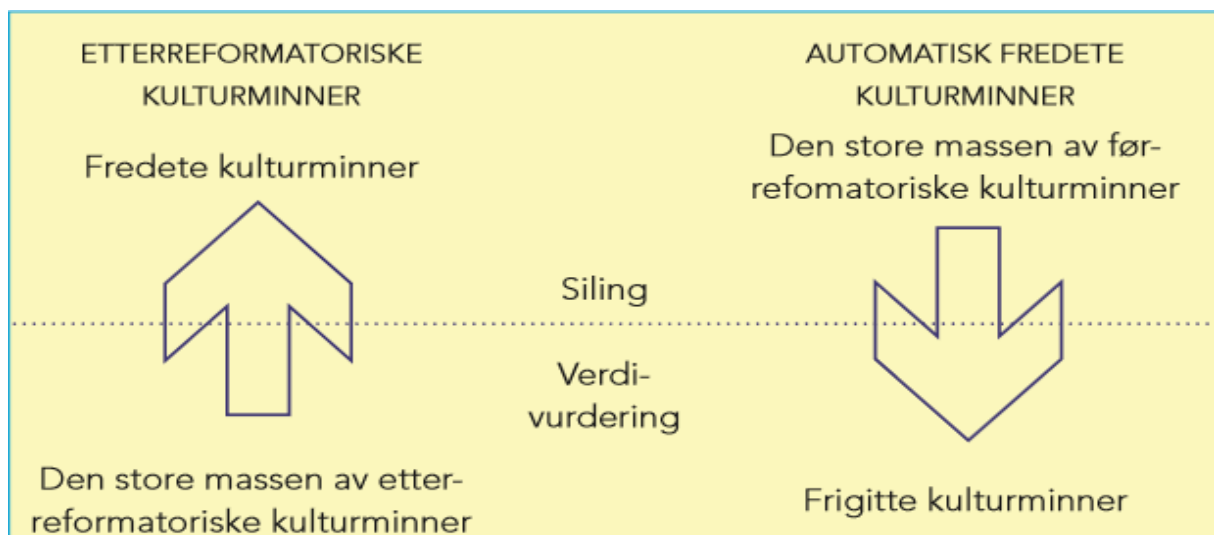 ETTERREFORMATORISKE
KULTURMINNER
Fredete kulturminner
Den store massen av etter-
reformatoriske kulturminner
Siling
Verdi-
vurdering
AUTOMATISK FREDETE
KULTURMINNER
Den store massen av før-
refomatoriske kulturminner
Frigitte kulturminner